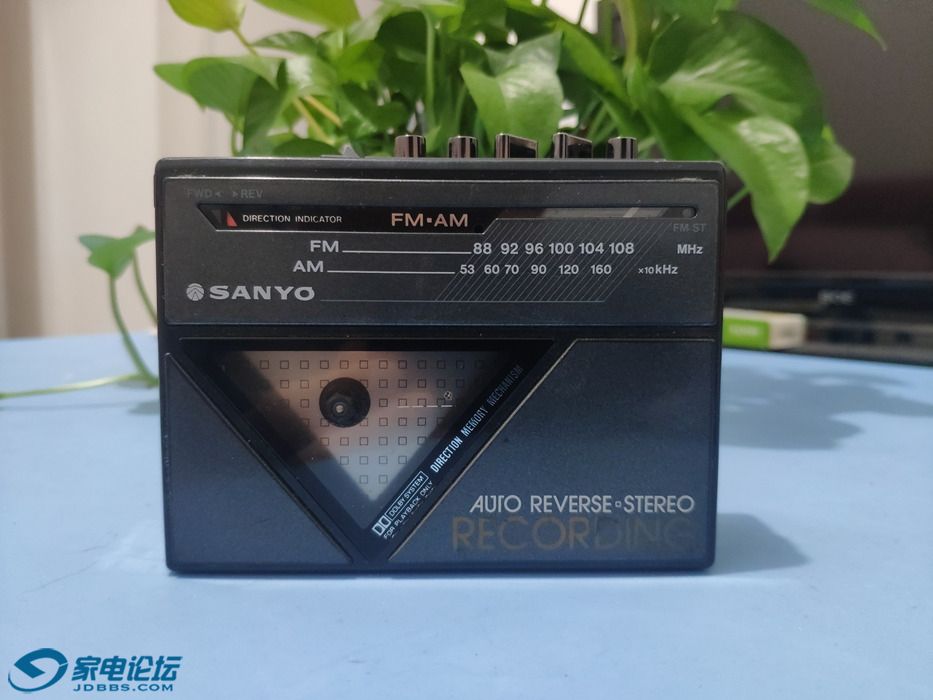 FWD REV
DIRECTION INDICATOR FM▪AM
FM ST
FM 88 92 96 100 104 108 MHz
AM 53 60 70 90 120 160 ×10kHz
SANYO
DIRECTION MEMORY MECHANISM
DOLBY SYSTEM
FOR PLAYBACK ONLY
AUTO REVERSE▫STEREO
RECORDING
家电论坛
JDBBS.COM